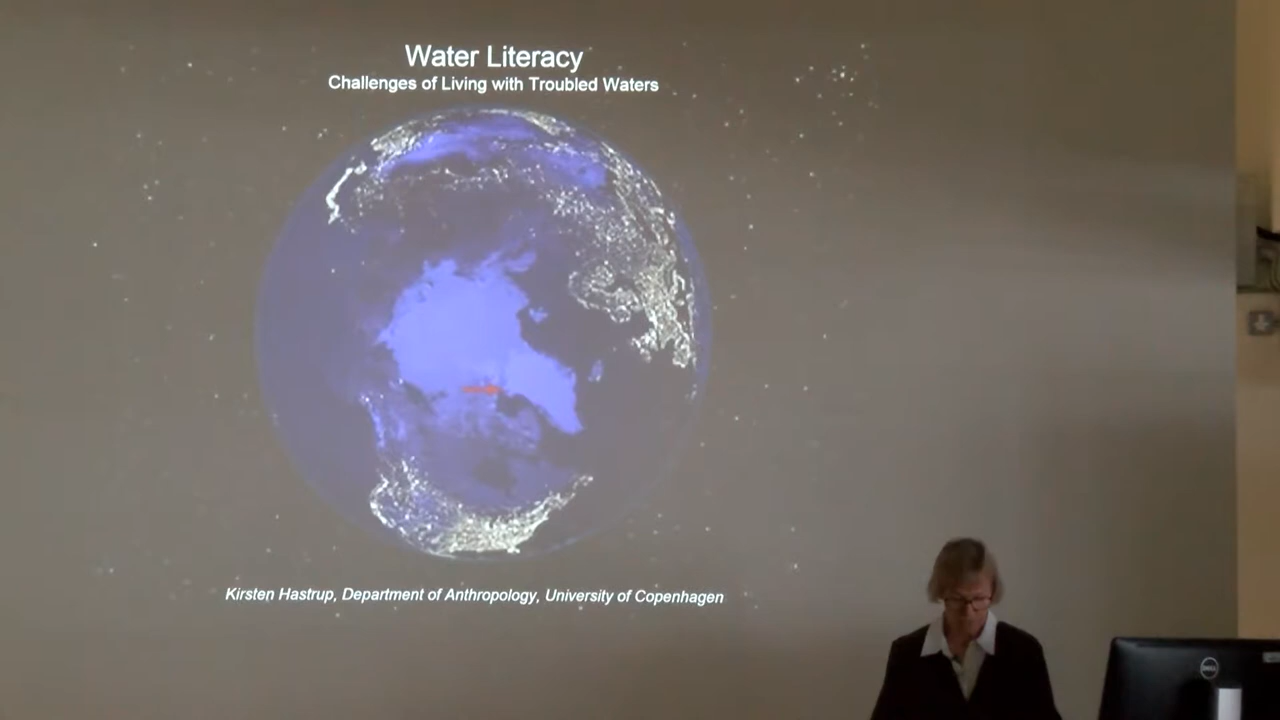 Water Literacy
Challenges of Living with Troubled Waters
Kirsten Hastrup, Department of Anthropology, University of Copenhagen
DELL